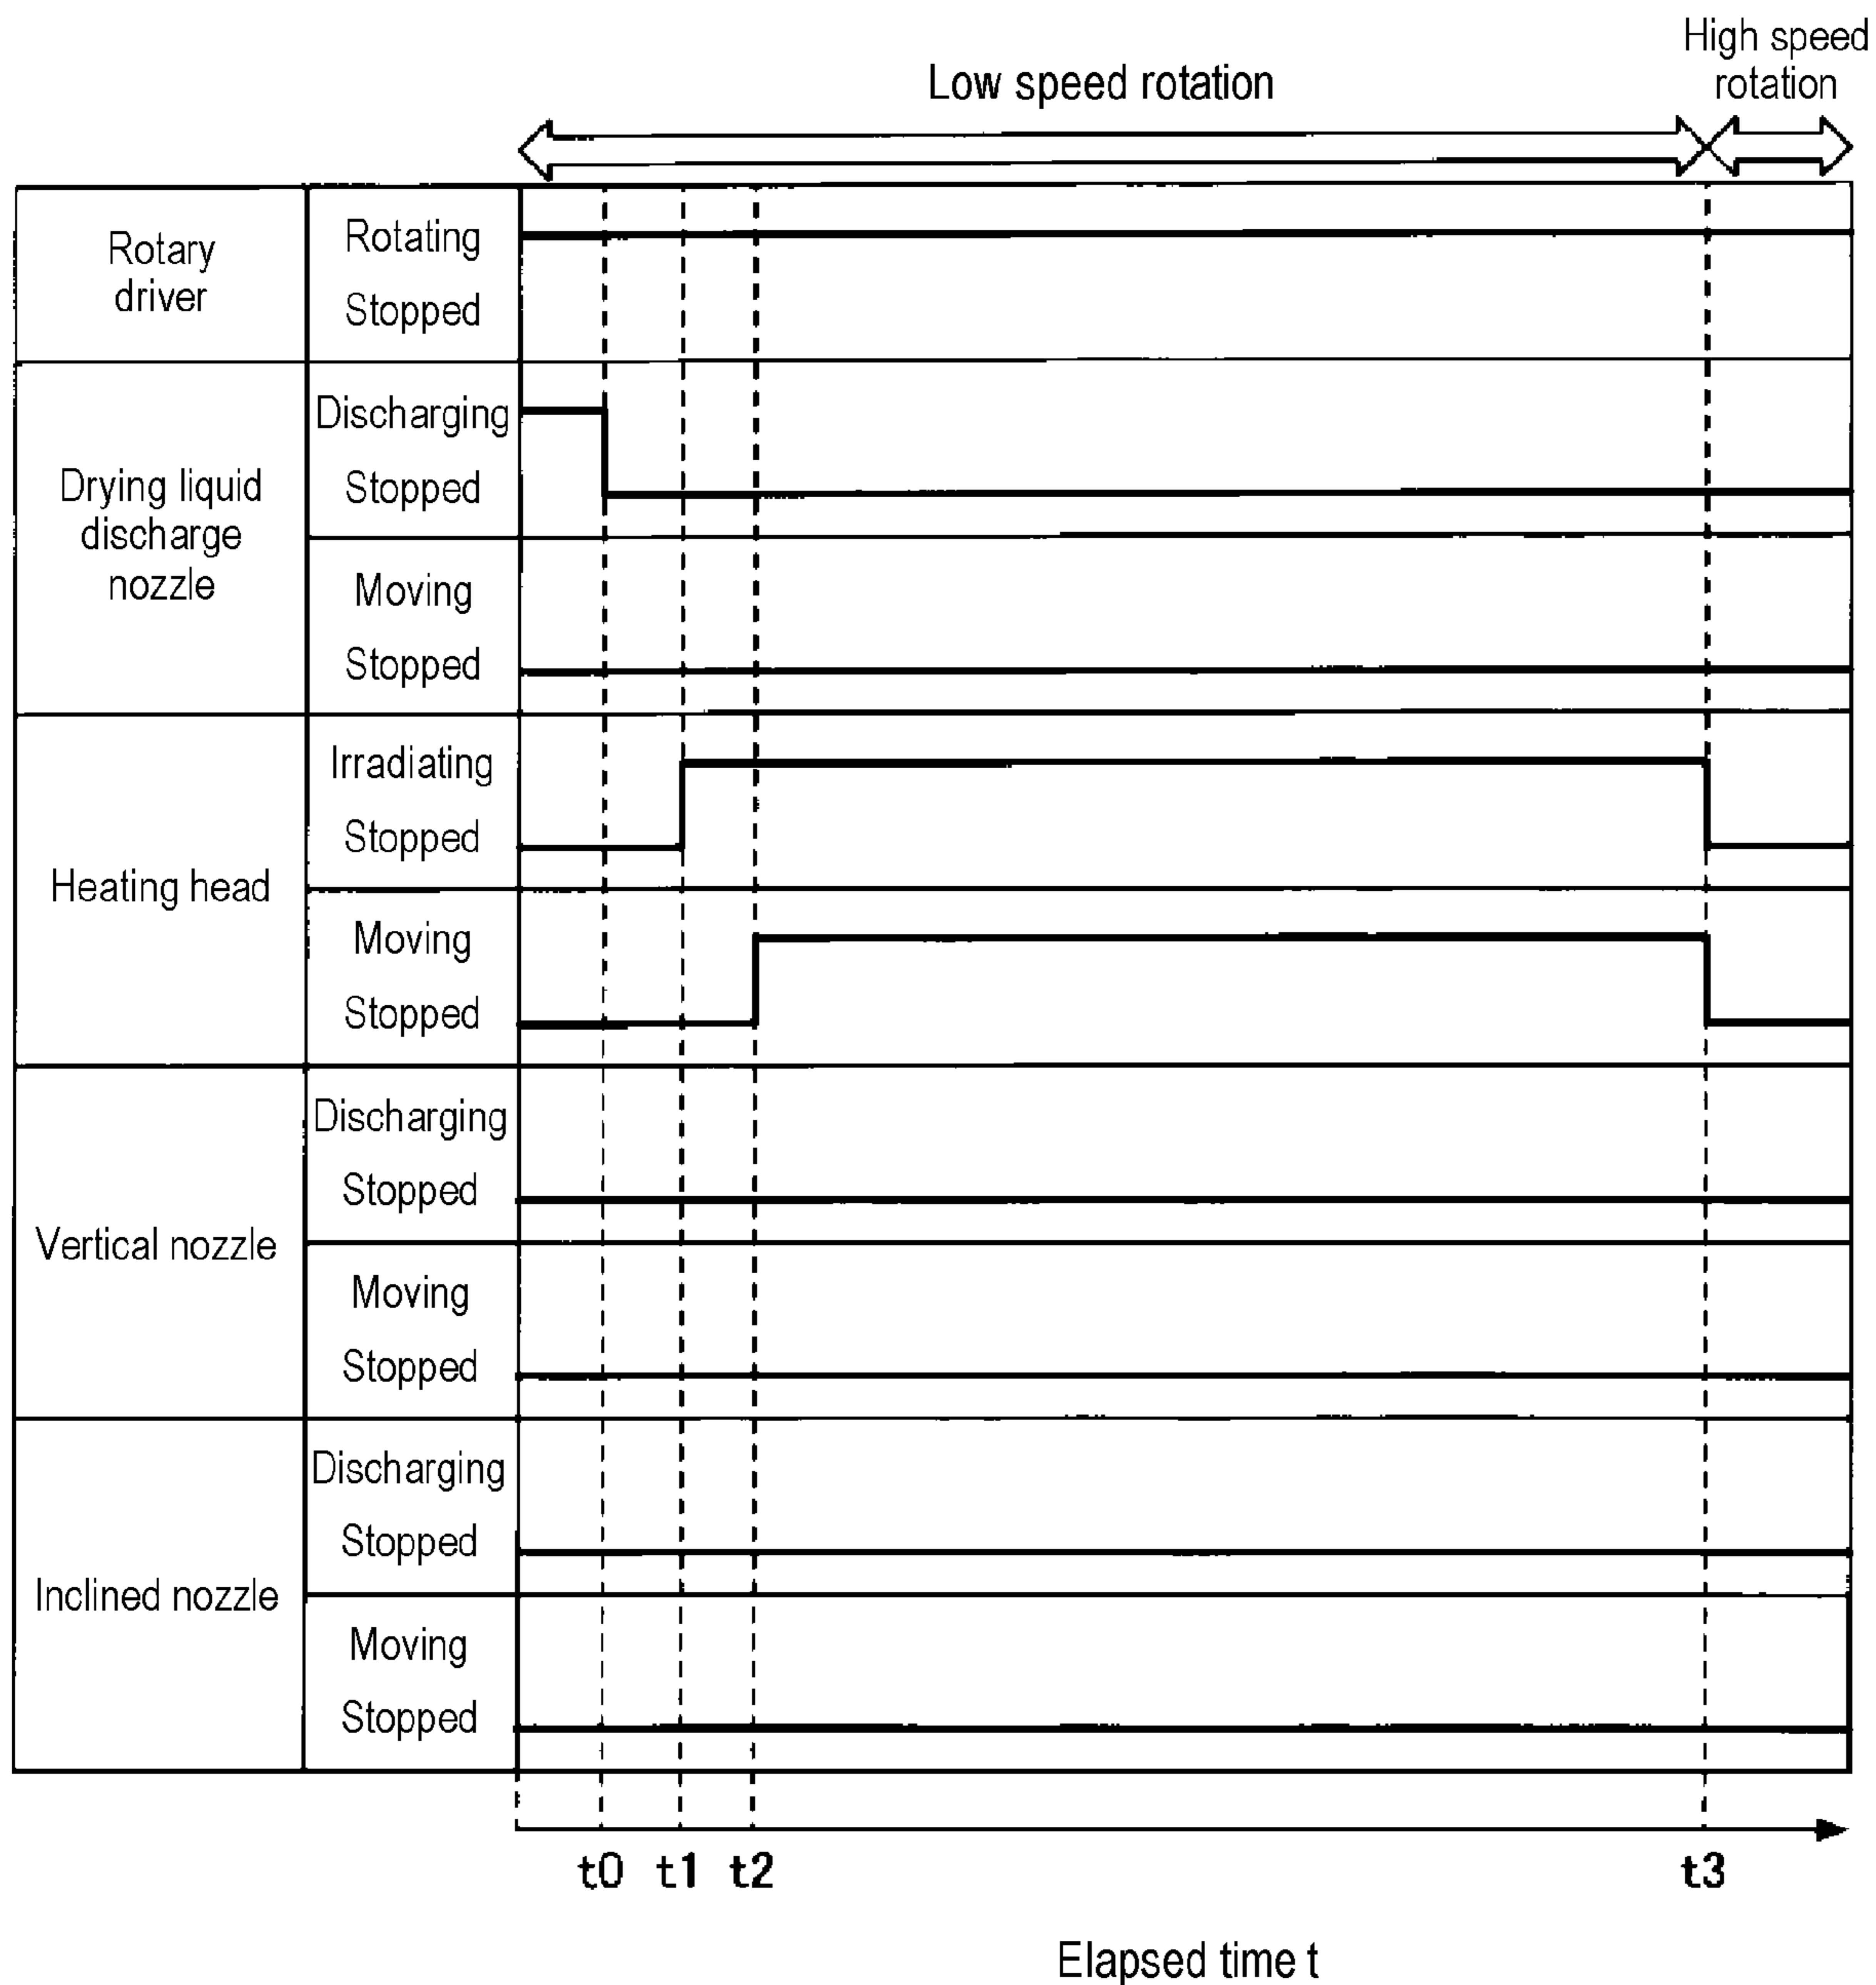 High speed
rotation
Low speed rotation
Rotary
driver
Rotating
Stopped
Drying liquid
discharge
nozzle
Discharging
Stopped
Moving
Stopped
Heating head
Irradiating
Stopped
Moving
Stopped
Vertical nozzle
Discharging
Stopped
Moving
Stopped
Inclined nozzle
Discharging
Stopped
Moving
Stopped
t0 t1 t2 t3
Elapsed time t